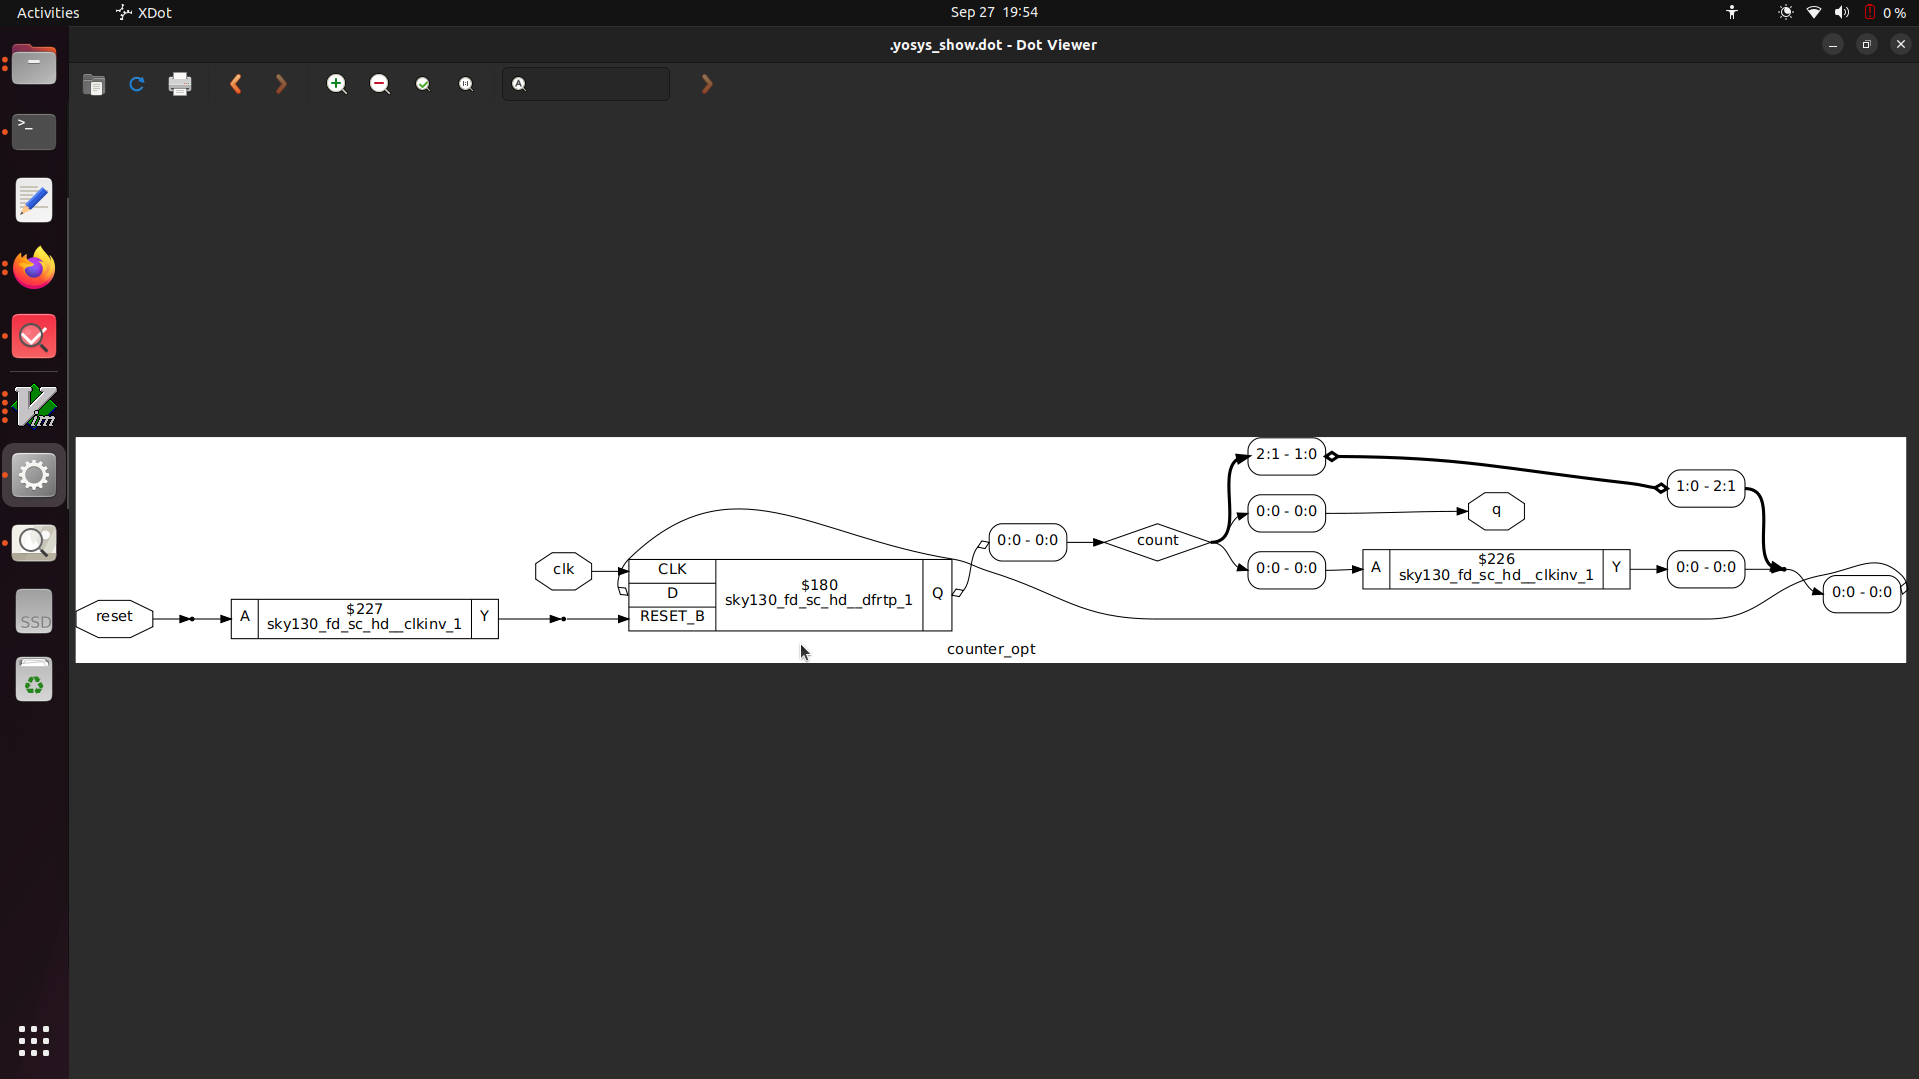 Activities
XDot
Sep 27 19:54
0 %
.yosys_show.dot - Dot Viewer
2:1 - 1:0
1:0 - 2:1
0:0 - 0:0
q
0:0 - 0:0
count
clk
CLK
D
RESET_B
$180
sky130_fd_sc_hd__dfrtp_1
Q
0:0 - 0:0
A
$226
sky130_fd_sc_hd__clkinv_1
Y
0:0 - 0:0
0:0 - 0:0
reset
A
$227
sky130_fd_sc_hd__clkinv_1
Y
counter_opt
SSD
>_
Vim